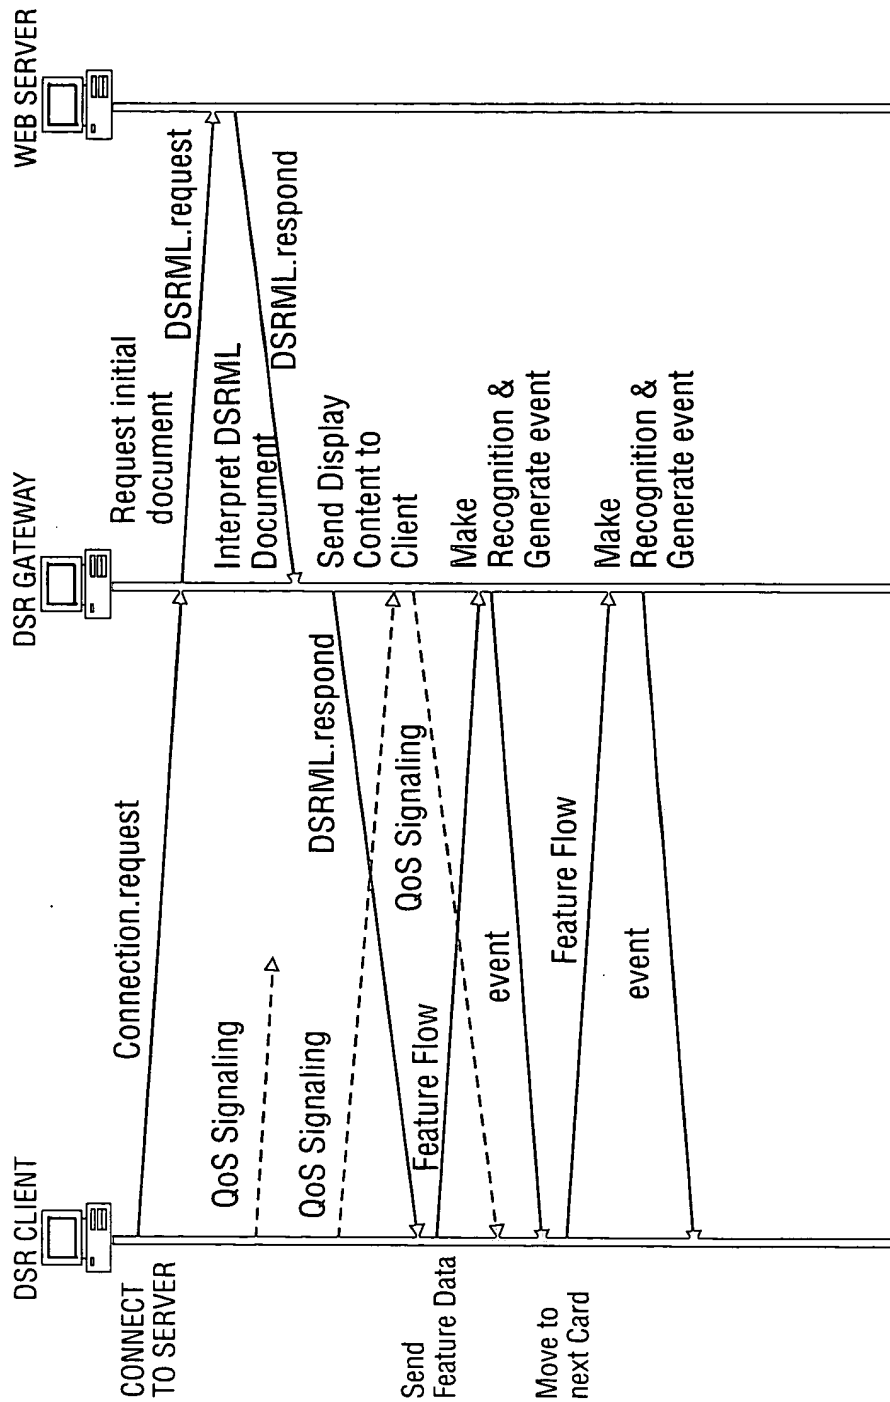 DSR CLIENT
DSR GATEWAY
WEB SERVER
CONNECT
TO SERVER
Connection.request
Request initial
document
DSRML.request
QoS Signaling
Interpret DSRML
Document
DSRML.respond
QoS Signaling
DSRML.respond
Send Display
Content to
Client
Send
Feature Data
Feature Flow
QoS Signaling
Make
Recognition &
Generate event
event
Move to
next Card
Feature Flow
Make
Recognition &
Generate event
event